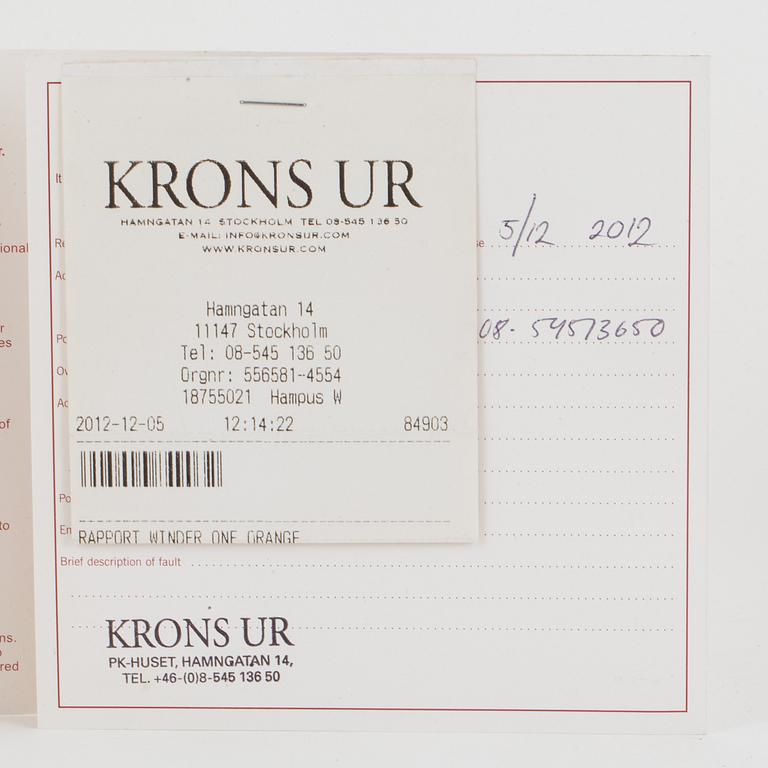 KRONS UR
HAMNGATAN 14 STOCKHOLM TEL 08-545 136 50
E-MAIL: INFO@KRONSUR.COM
WWW.KRONSUR.COM
Hamngatan 14
11147 Stockholm
Tel: 08-545 136 50
Orgnr: 556581-4554
18755021 Hampus W
2012-12-05 12:14:22 84903
RAPPORT WINDER ONE ORANGE
5/12 2012
08-54513650
Brief description of fault
KRONS UR
PK-HUSET, HAMNGATAN 14,
TEL. +46-(0)8-545 136 50